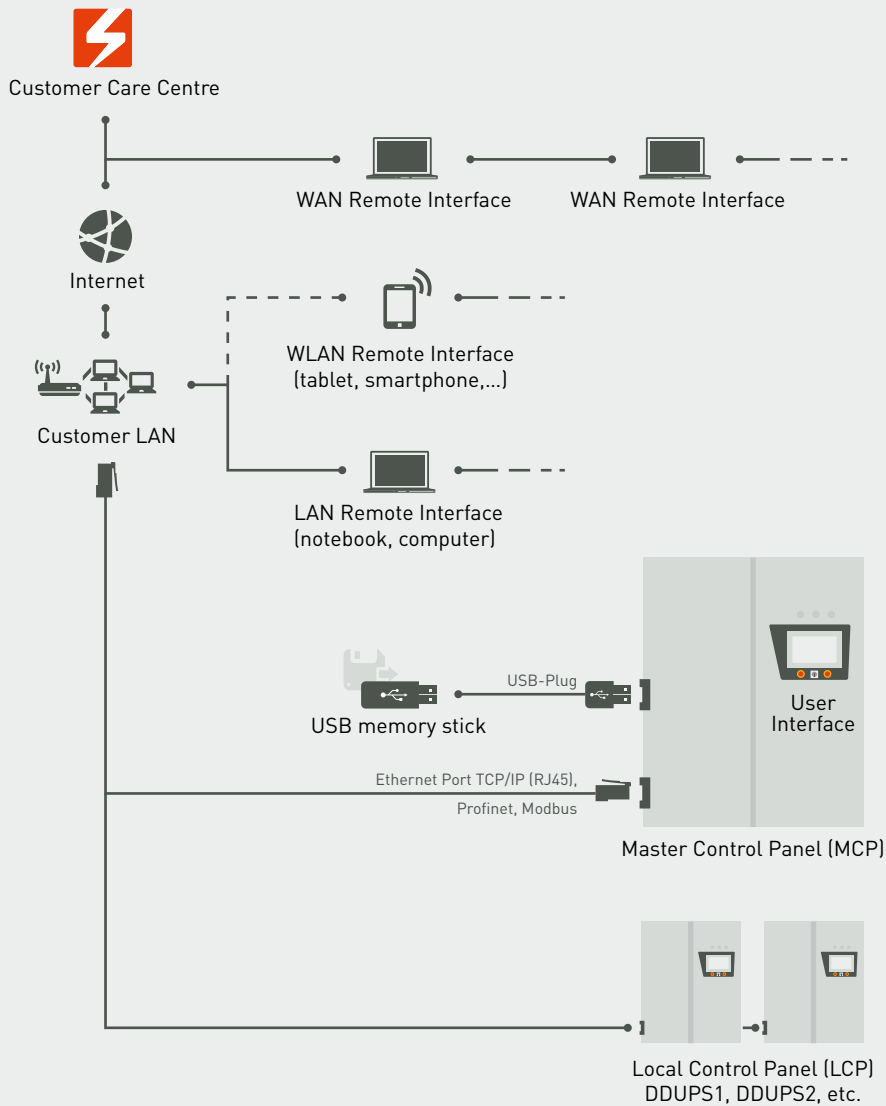 Customer Care Centre
WAN Remote Interface
WAN Remote Interface
Internet
WLAN Remote Interface
(tablet, smartphone,...)
Customer LAN
LAN Remote Interface
(notebook, computer)
USB-Plug
USB memory stick
User
Interface
Ethernet Port TCP/IP (RJ45),
Profinet, Modbus
Master Control Panel (MCP)
Local Control Panel (LCP)
DDUPS1, DDUPS2, etc.